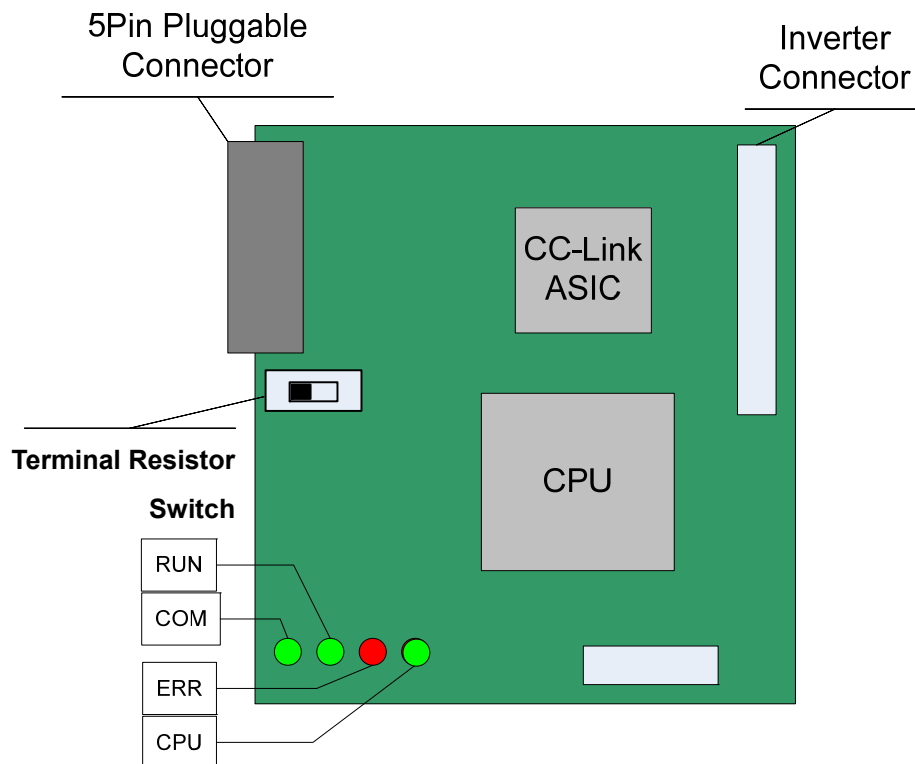 5Pin Pluggable
Connector
Inverter
Connector
CC-Link
ASIC
Terminal Resistor
Switch
CPU
RUN
COM
ERR
CPU